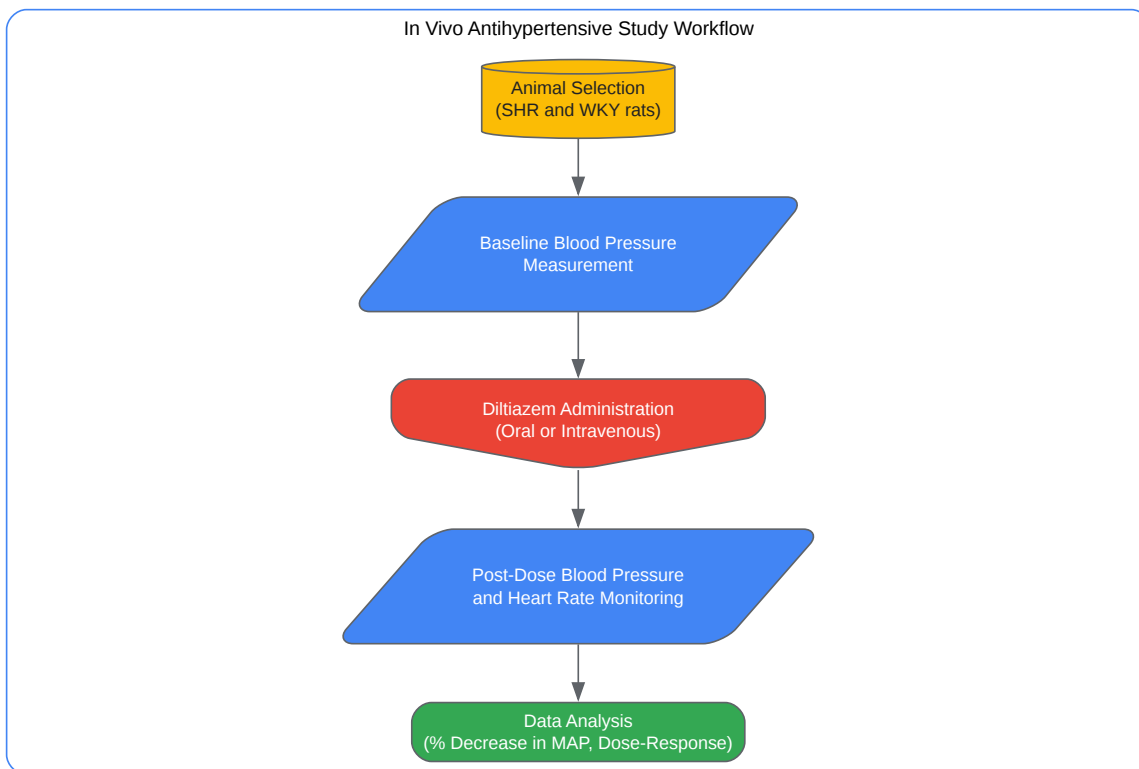 In Vivo Antihypertensive Study Workflow
Animal Selection
(SHR and WKY rats)
Baseline Blood Pressure
Measurement
Diltiazem Administration
(Oral or Intravenous)
Post-Dose Blood Pressure
and Heart Rate Monitoring
Data Analysis
(% Decrease in MAP, Dose-Response)